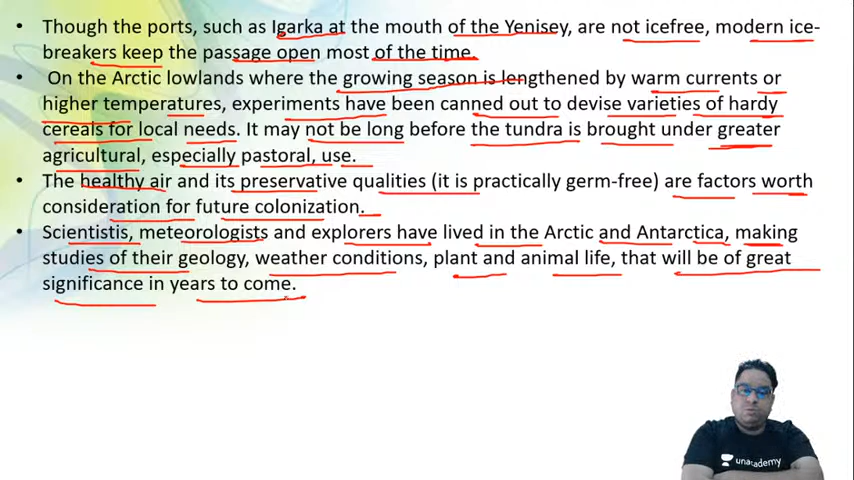 • Though the ports, such as Igarka at the mouth of the Yenisey, are not icefree, modern ice-
breakers keep the passage open most of the time.
• On the Arctic lowlands where the growing season is lengthened by warm currents or
higher temperatures, experiments have been canned out to devise varieties of hardy
cereals for local needs. It may not be long before the tundra is brought under greater
agricultural, especially pastoral, use.
• The healthy air and its preservative qualities (it is practically germ-free) are factors worth
consideration for future colonization.
• Scientistis, meteorologists and explorers have lived in the Arctic and Antarctica, making
studies of their geology, weather conditions, plant and animal life, that will be of great
significance in years to come.
unacademy